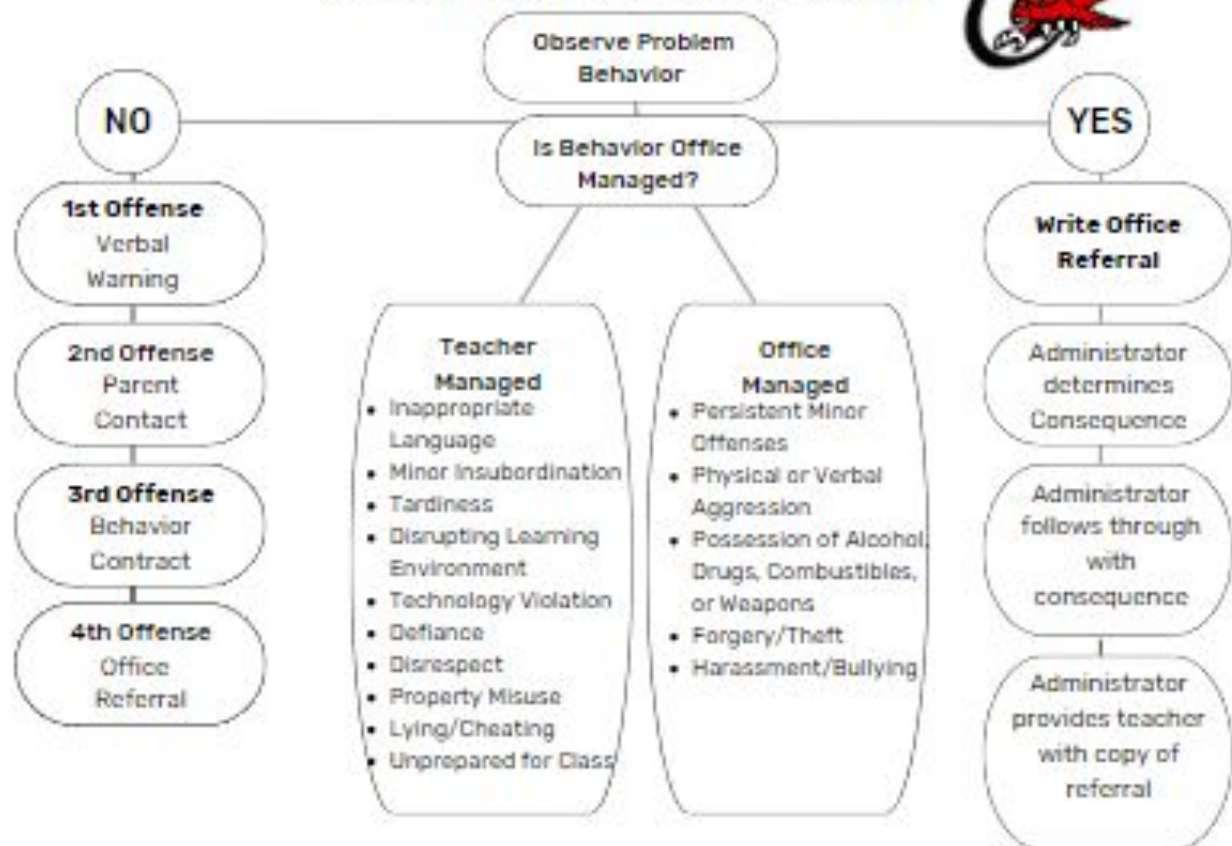 Observe Problem
Behavior
NO
YES
Is Behavior Office
Managed?
1st Offense
Verbal
Warning
2nd Offense
Parent
Contact
3rd Offense
Behavior
Contract
4th Offense
Office
Referral
Teacher
Managed
• Inappropriate
Language
• Minor Insubordination
• Tardiness
• Disrupting Learning
Environment
• Technology Violation
• Defiance
• Disrespect
• Property Misuse
• Lying/Cheating
• Unprepared for Class
Office
Managed
• Persistent Minor
Offenses
• Physical or Verbal
Aggression
• Possession of Alcohol,
Drugs, Combustibles,
or Weapons
• Forgery/Theft
• Harassment/Bullying
Write Office
Referral
Administrator
determines
Consequence
Administrator
follows through
with
consequence
Administrator
provides teacher
with copy of
referral